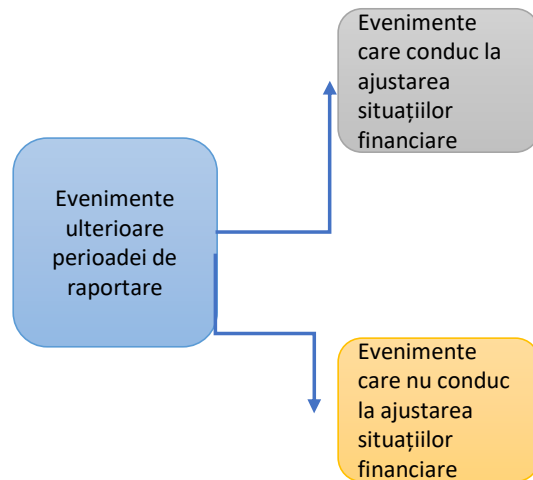 Evenimente
care conduc la
ajustarea
situațiilor
financiare
Evenimente
ulterioare
perioadei de
raportare
Evenimente
care nu conduc
la ajustarea
situațiilor
financiare